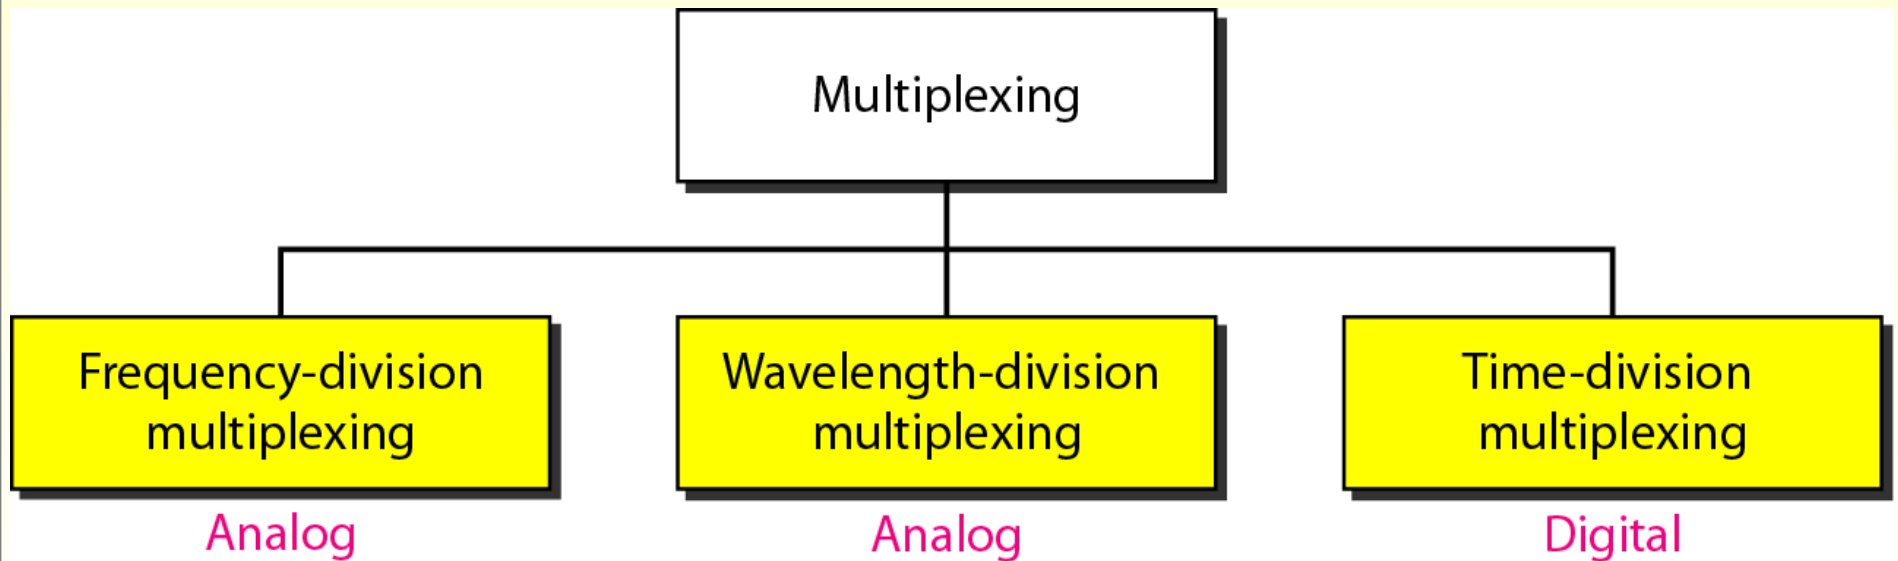 Multiplexing
Frequency-division
multiplexing
Wavelength-division
multiplexing
Time-division
multiplexing
Analog
Analog
Digital